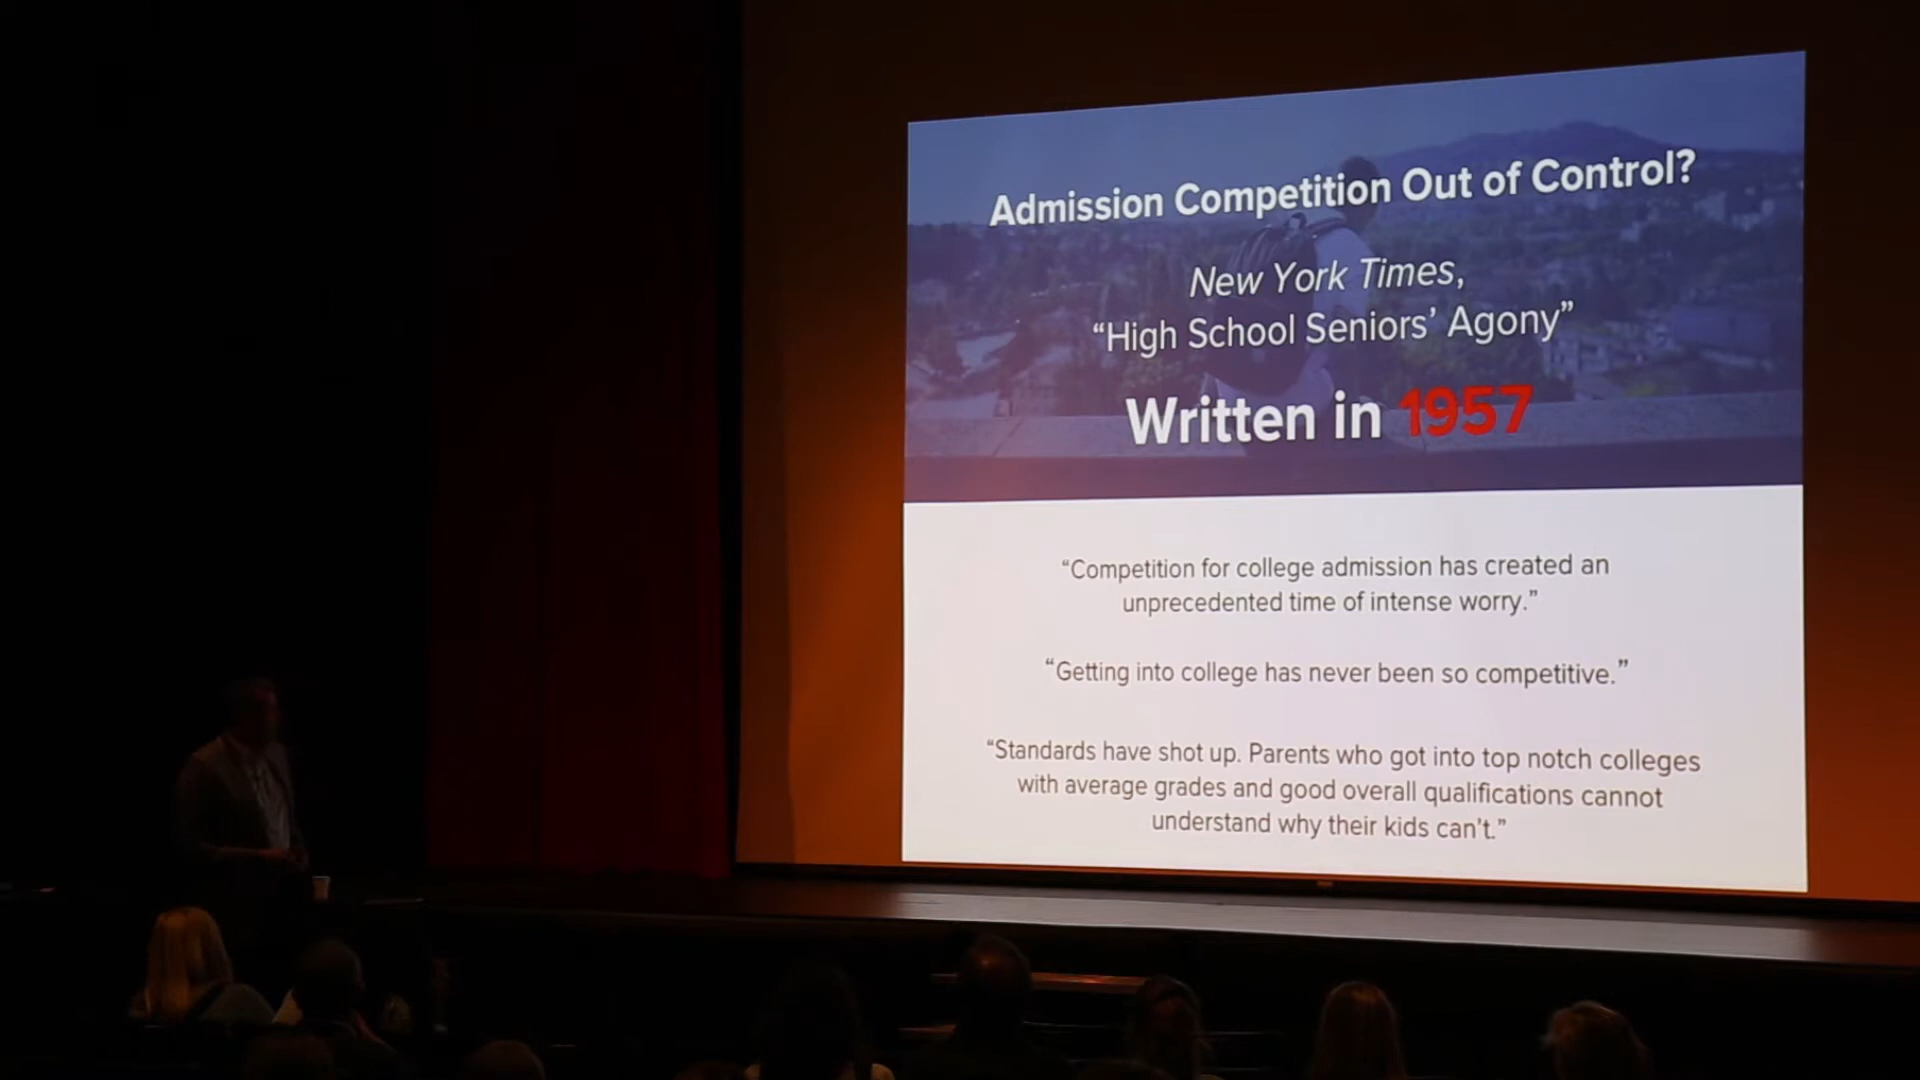 Admission Competition Out of Control?
New York Times,
“High School Seniors’ Agony”
Written in 1957
“Competition for college admission has created an
unprecedented time of intense worry.”
“Getting into college has never been so competitive.”
“Standards have shot up. Parents who got into top notch colleges
with average grades and good overall qualifications cannot
understand why their kids can’t.”